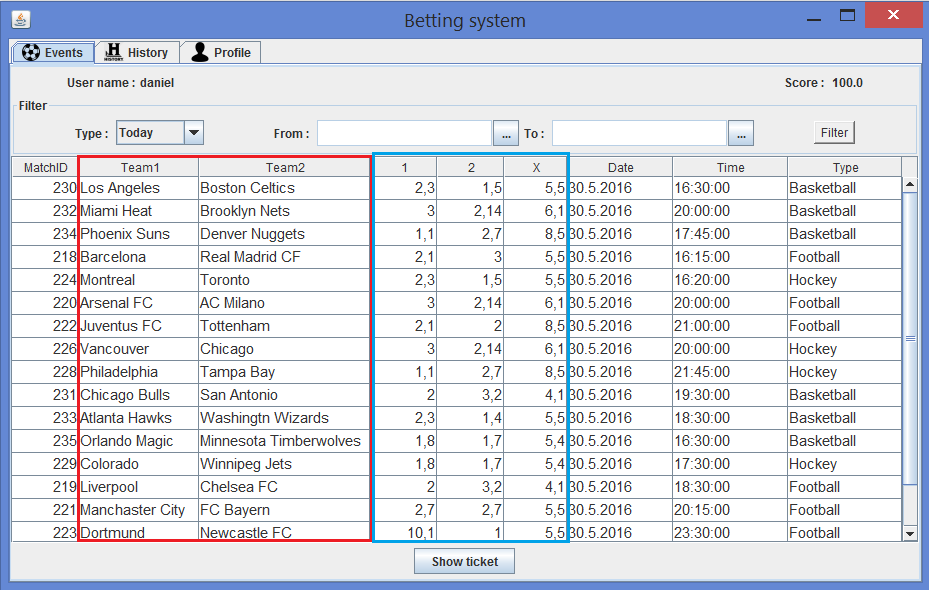 Betting system
Events History Profile
User name : daniel Score : 100.0
Filter
Type : Today From : ... To : ... Filter
MatchID Team1 Team2 1 2 X Date Time Type
230 Los Angeles Boston Celtics 2,3 1,5 5,5 30.5.2016 16:30:00 Basketball
232 Miami Heat Brooklyn Nets 3 2,14 6,1 30.5.2016 20:00:00 Basketball
234 Phoenix Suns Denver Nuggets 1,1 2,7 8,5 30.5.2016 17:45:00 Basketball
218 Barcelona Real Madrid CF 2,1 3 5,5 30.5.2016 16:15:00 Football
224 Montreal Toronto 2,3 1,5 5,5 30.5.2016 16:20:00 Hockey
220 Arsenal FC AC Milano 3 2,14 6,1 30.5.2016 20:00:00 Football
222 Juventus FC Tottenham 2,1 2 8,5 30.5.2016 21:00:00 Football
226 Vancouver Chicago 3 2,14 6,1 30.5.2016 20:00:00 Hockey
228 Philadelphia Tampa Bay 1,1 2,7 8,5 30.5.2016 21:45:00 Hockey
231 Chicago Bulls San Antonio 2 3,2 4,1 30.5.2016 19:30:00 Basketball
233 Atlanta Hawks Washingtn Wizards 2,3 1,4 5,5 30.5.2016 18:30:00 Basketball
235 Orlando Magic Minnesota Timberwolves 1,8 1,7 5,4 30.5.2016 16:30:00 Basketball
229 Colorado Winnipeg Jets 1,8 1,7 5,4 30.5.2016 17:30:00 Hockey
219 Liverpool Chelsea FC 2 3,2 4,1 30.5.2016 18:30:00 Football
221 Manchaster City FC Bayern 2,7 2,7 5,5 30.5.2016 20:15:00 Football
223 Dortmund Newcastle FC 10,1 1 5,5 30.5.2016 23:30:00 Football
Show ticket